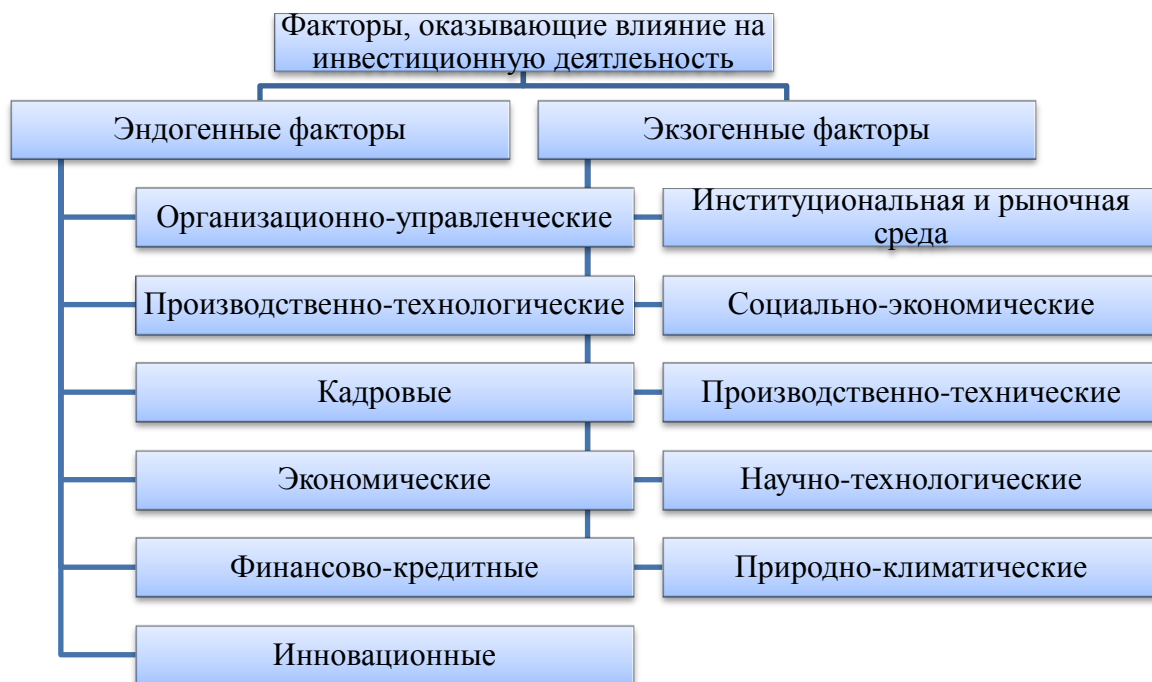 Факторы, оказывающие влияние на
инвестиционную деятлеьность
Эндогенные факторы
Экзогенные факторы
Организационно-управленческие
Институциональная и рыночная
среда
Производственно-технологические
Социально-экономические
Кадровые
Производственно-технические
Экономические
Научно-технологические
Финансово-кредитные
Природно-климатические
Инновационные